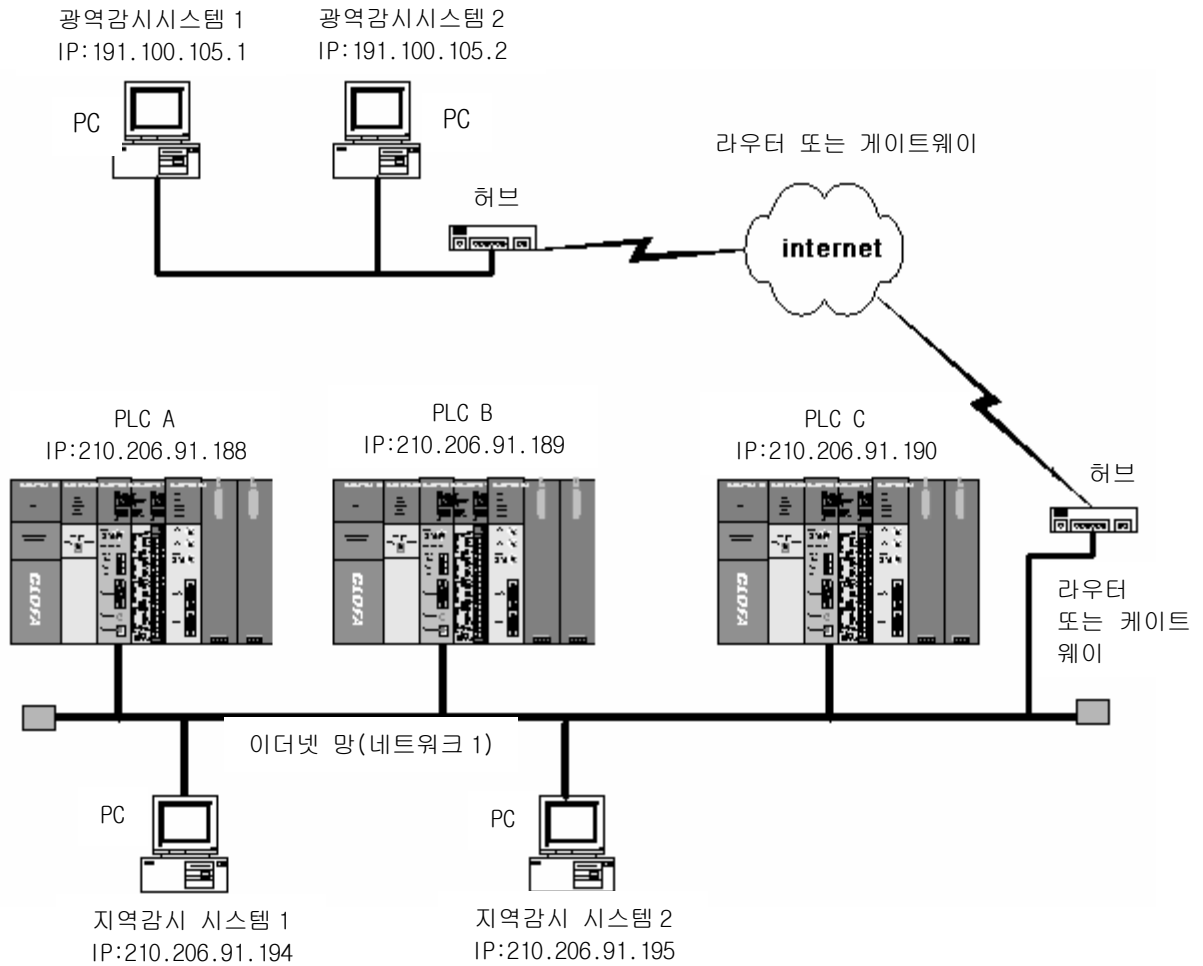 광역감시시스템 1
IP:191.100.105.1
광역감시시스템 2
IP:191.100.105.2
PC
PC
라우터 또는 게이트웨이
허브
internet
PLC A
IP:210.206.91.188
PLC B
IP:210.206.91.189
PLC C
IP:210.206.91.190
허브
GLOFA
GLOFA
GLOFA
라우터
또는 케이트
웨이
이더넷 망(네트워크 1)
PC
PC
지역감시 시스템 1
IP:210.206.91.194
지역감시 시스템 2
IP:210.206.91.195